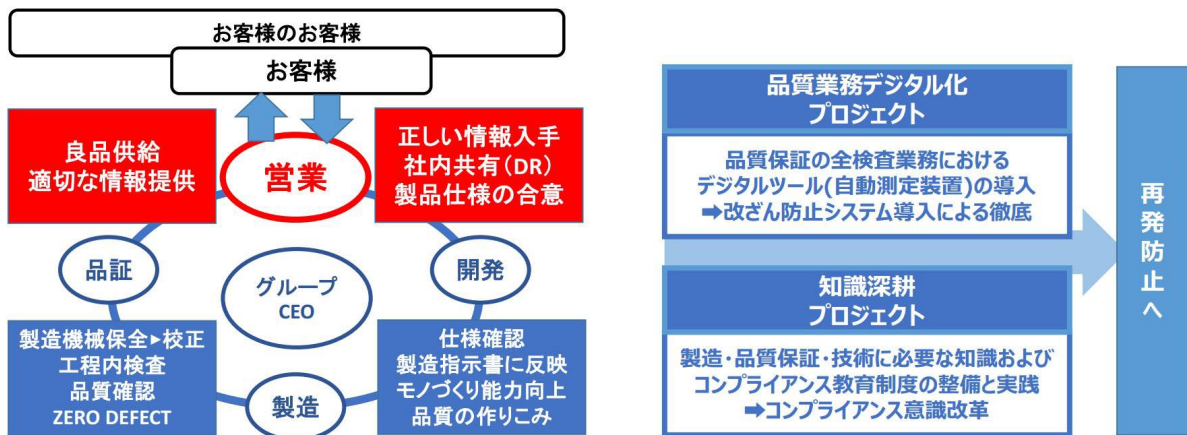 お客様のお客様
お客様
良品供給
適切な情報提供
営業
正しい情報入手
社内共有(DR)
製品仕様の合意
品証
グループ
CEO
開発
製造機械保全▶校正
工程内検査
品質確認
ZERO DEFECT
製造
仕様確認
製造指示書に反映
モノづくり能力向上
品質の作りこみ
品質業務デジタル化
プロジェクト
品質保証の全検査業務における
デジタルツール(自動測定装置)の導入
➡改ざん防止システム導入による徹底
知識深耕
プロジェクト
製造・品質保証・技術に必要な知識および
コンプライアンス教育制度の整備と実践
➡コンプライアンス意識改革
再発防止へ